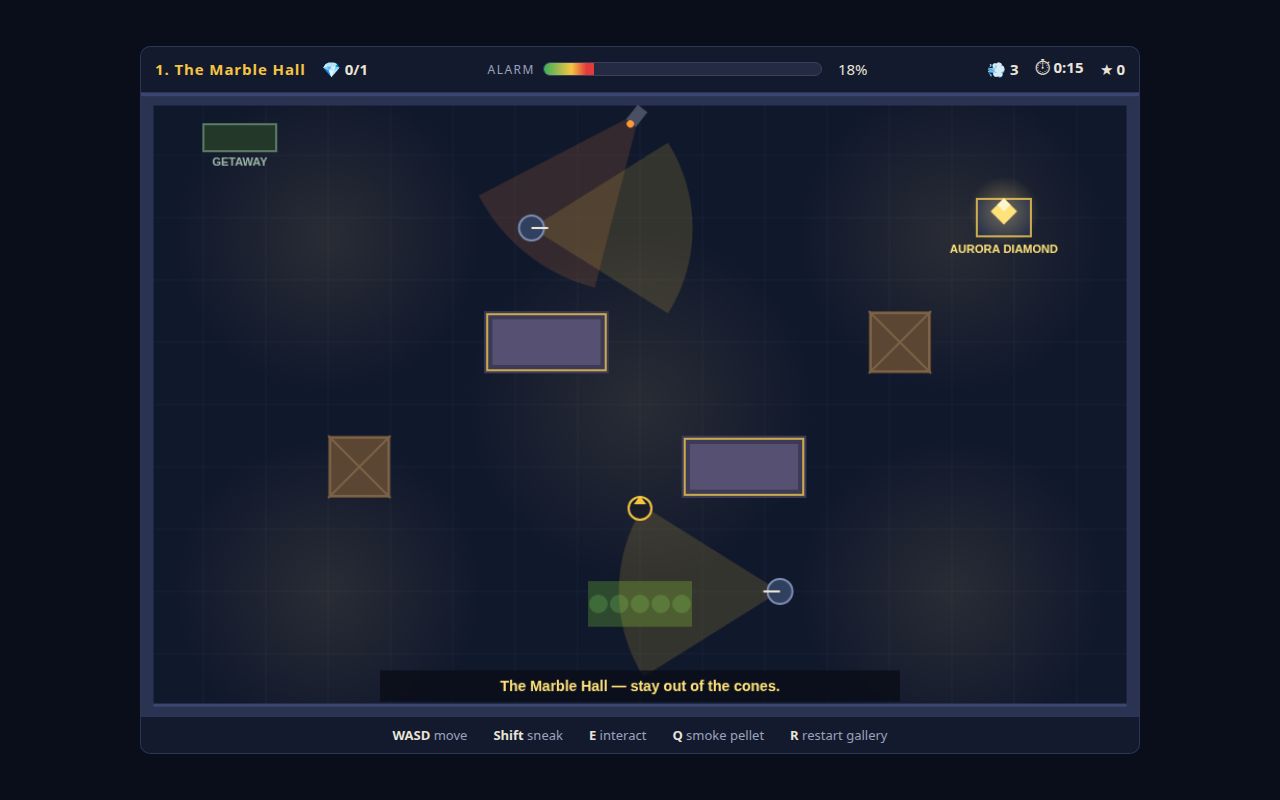 1. The Marble Hall 💎 0/1 ALARM 18% 💨 3 ⏱ 0:15 ★ 0
GETAWAY
AURORA DIAMOND
The Marble Hall — stay out of the cones.
WASD move Shift sneak E interact Q smoke pellet R restart gallery